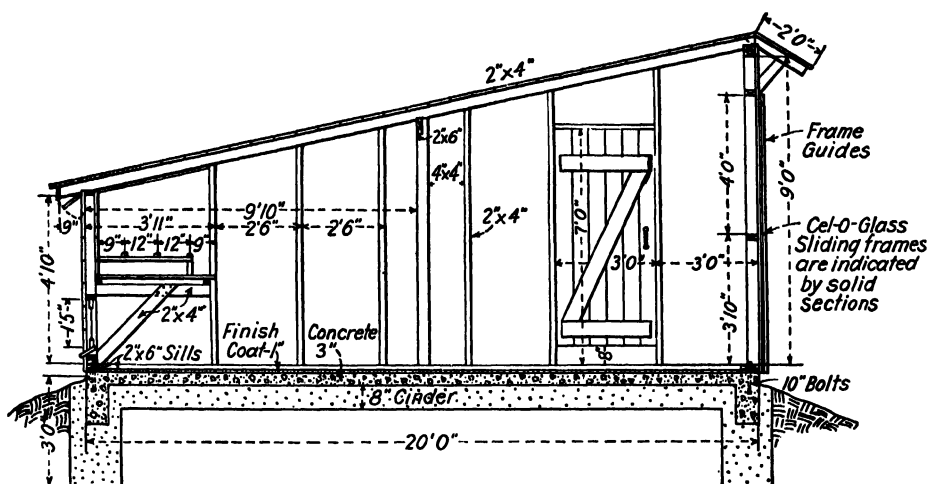 2'0"
2"x4"
Frame
Guides
2"x6"
4"x4"
4'0"
9'0"
9"
3'11"
9'10"
2'6"
2'6"
2"x4"
7'0"
9"
12"
12"
9"
4'10"
Cel-O-Glass
Sliding frames
are indicated
by solid
sections
3'0"
3'0"
3'10"
15"
2"x4"
2"x6" Sills
Finish
Coat-1"
Concrete
3"
8"
10" Bolts
8" Cinder
3'0"
20'0"